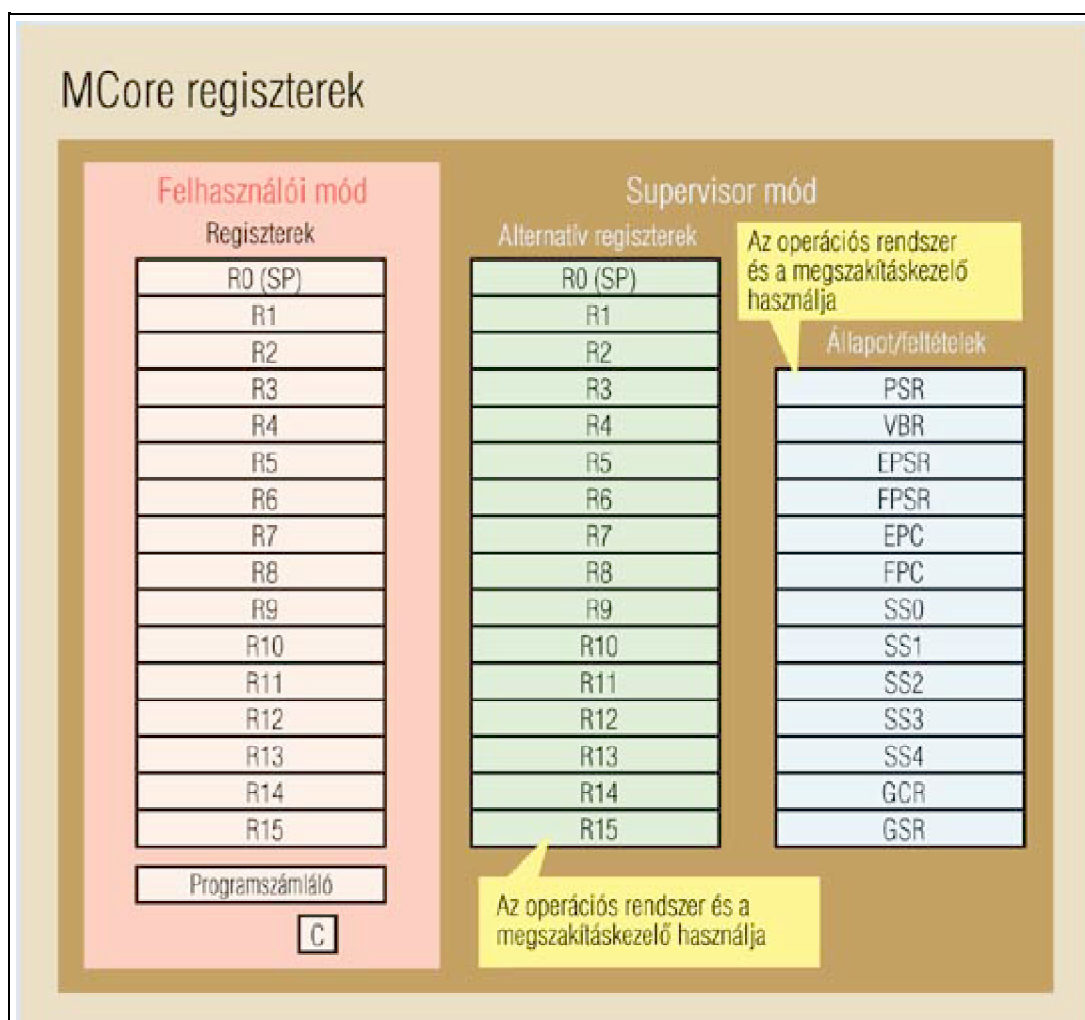 MCore regiszterek
Felhasználói mód
Regiszterek
R0 (SP)
R1
R2
R3
R4
R5
R6
R7
R8
R9
R10
R11
R12
R13
R14
R15
Programszámláló
C
Supervisor mód
Alternatív regiszterek
R0 (SP)
R1
R2
R3
R4
R5
R6
R7
R8
R9
R10
R11
R12
R13
R14
R15
Az operációs rendszer és a
megszakításkezelő használja
Az operációs rendszer
és a megszakításkezelő
használja
Állapot/feltételek
PSR
VBR
EPSR
FPSR
EPC
FPC
SS0
SS1
SS2
SS3
SS4
GCR
GSR